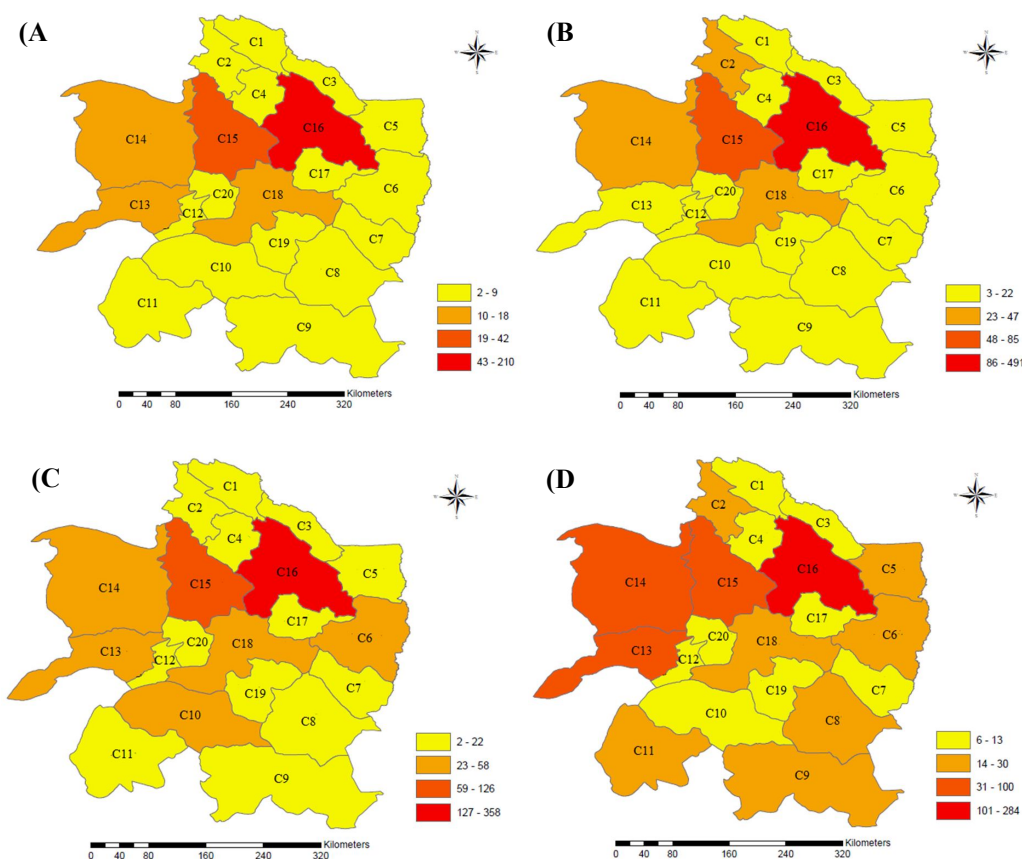 (A
C1
C2
C3
C4
C5
C14
C15
C16
C17
C6
C20
C13
C12
C18
C7
C19
C10
C8
C11
C9
2 - 9
10 - 18
19 - 42
43 - 210
Kilometers
0 40 80 160 240 320
(B
C1
C2
C3
C4
C5
C14
C15
C16
C17
C6
C20
C13
C12
C18
C7
C19
C10
C8
C11
C9
3 - 22
23 - 47
48 - 85
86 - 491
Kilometers
0 40 80 160 240 320
(C
C1
C2
C3
C4
C5
C14
C15
C16
C17
C6
C20
C13
C12
C18
C7
C19
C10
C8
C11
C9
2 - 22
23 - 58
59 - 126
127 - 358
Kilometers
0 40 80 160 240 320
(D
C1
C2
C3
C4
C5
C14
C15
C16
C17
C6
C20
C13
C12
C18
C7
C19
C10
C8
C11
C9
6 - 13
14 - 30
31 - 100
101 - 284
Kilometers
0 40 80 160 240 320